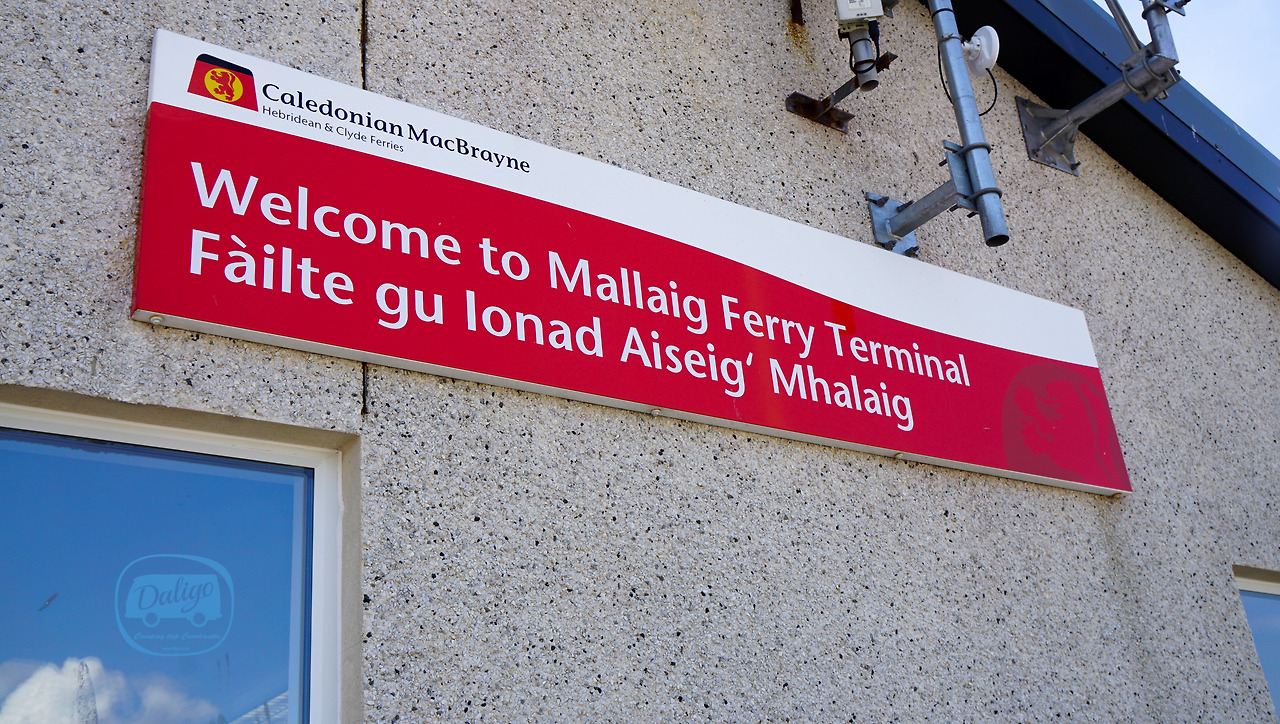 Caledonian MacBrayne
Hebridean & Clyde Ferries
Welcome to Mallaig Ferry Terminal
Fàilte gu Ionad Aiseig‘ Mhalaig
Daligo